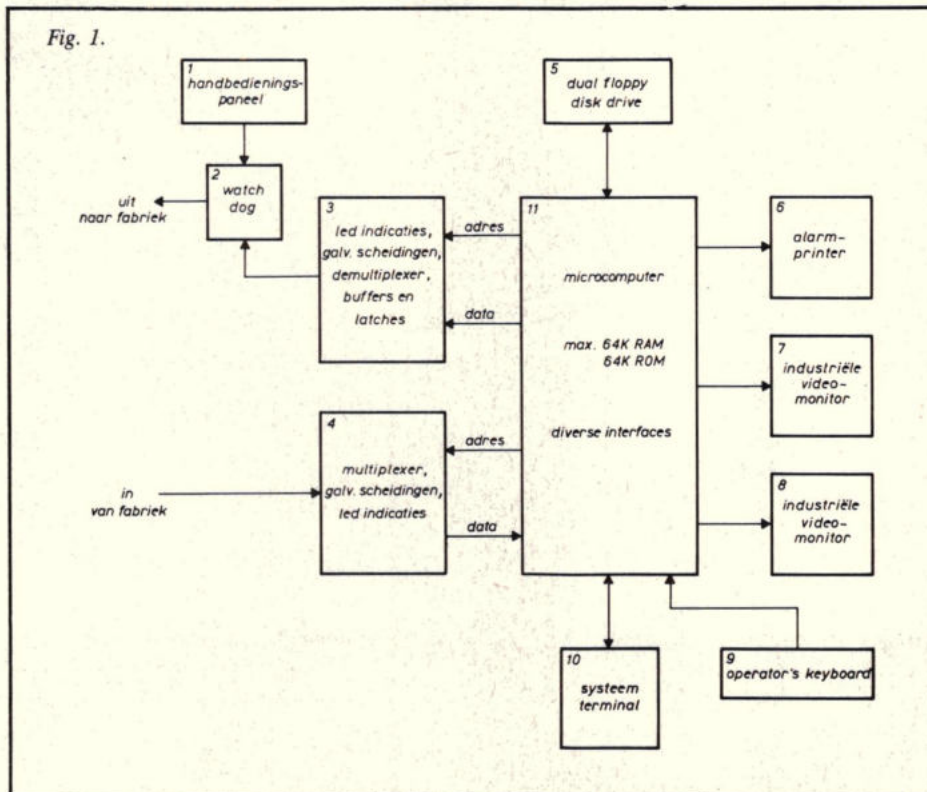 Fig. 1.
1
handbedienings-
paneel
2
watch
dog
uit
naar fabriek
3
led indicaties,
galv. scheidingen,
demultiplexer,
buffers en
latches
adres
data
4
multiplexer,
galv. scheidingen,
led indicaties
in
van fabriek
adres
data
5
dual floppy
disk drive
11
microcomputer
max. 64K RAM
64K ROM
diverse interfaces
6
alarm-
printer
7
industriële
video-
monitor
8
industriële
video-
monitor
9
operator's keyboard
10
systeem
terminal